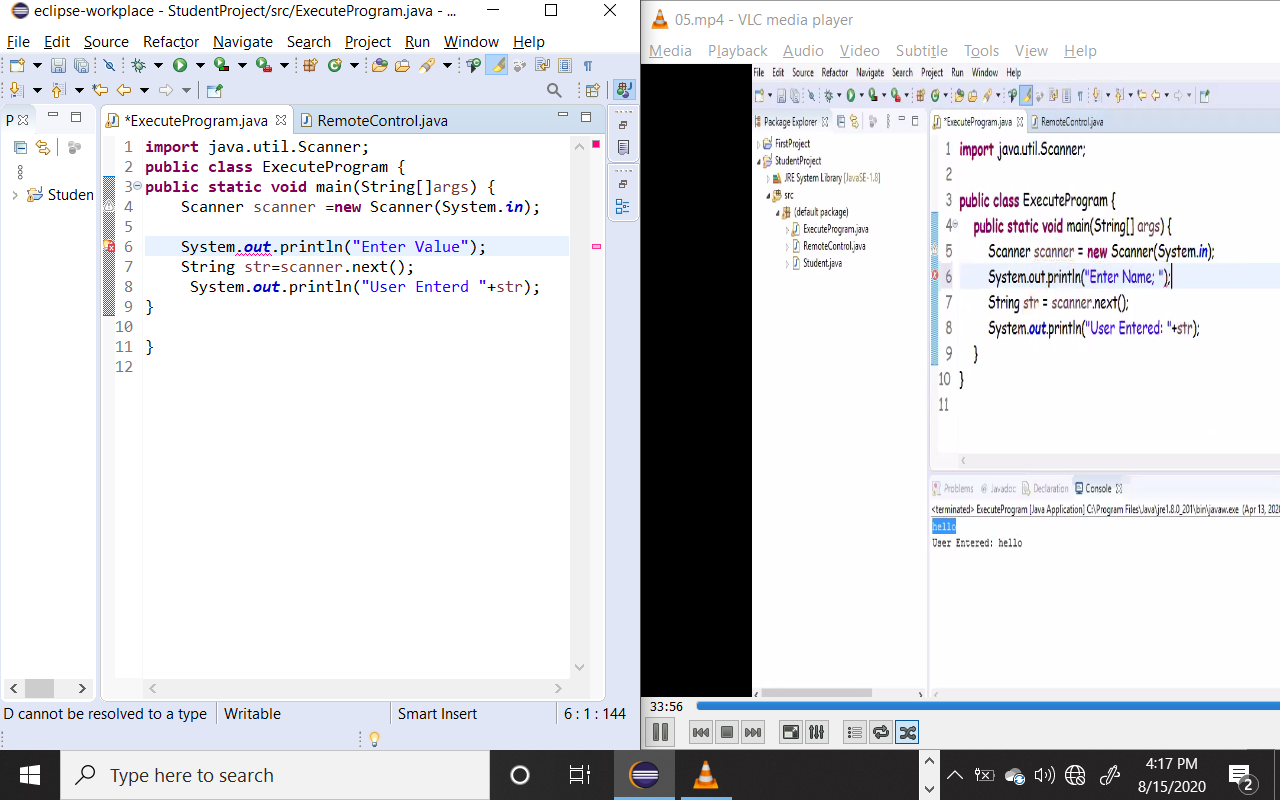 eclipse-workplace - StudentProject/src/ExecuteProgram.java - ...
File Edit Source Refactor Navigate Search Project Run Window Help
P
*ExecuteProgram.java
RemoteControl.java
Studen
1 import java.util.Scanner;
2 public class ExecuteProgram {
3 public static void main(String[]args) {
4 Scanner scanner =new Scanner(System.in);
5
6 System.out.println("Enter Value");
7 String str=scanner.next();
8 System.out.println("User Enterd "+str);
9 }
10
11 }
12
D cannot be resolved to a type
Writable
Smart Insert
6 : 1 : 144
05.mp4 - VLC media player
Media Playback Audio Video Subtitle Tools View Help
File Edit Source Refactor Navigate Search Project Run Window Help
Package Explorer
FirstProject
StudentProject
JRE System Library [JavaSE-1.8]
src
(default package)
ExecuteProgram.java
RemoteControl.java
Student.java
*ExecuteProgram.java
RemoteControl.java
1 import java.util.Scanner;
2
3 public class ExecuteProgram {
4 public static void main(String[] args) {
5 Scanner scanner = new Scanner(System.in);
6 System.out.println("Enter Name; ");
7 String str = scanner.next();
8 System.out.println("User Entered: "+str);
9 }
10 }
11
Problems @ Javadoc Declaration Console
<terminated> ExecuteProgram [Java Application] C:\Program Files\Java\jre1.8.0_201\bin\javaw.exe (Apr 13, 2020
hello
User Entered: hello
33:56
Type here to search
4:17 PM
8/15/2020
2